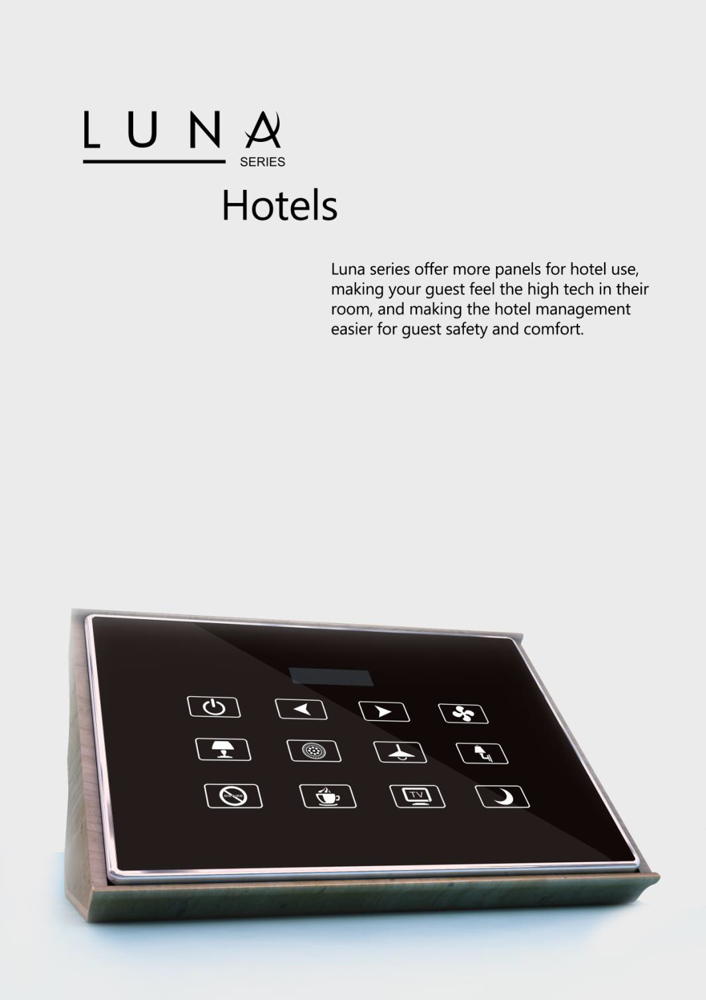 LUNA
SERIES
Hotels
Luna series offer more panels for hotel use,
making your guest feel the high tech in their
room, and making the hotel management
easier for guest safety and comfort.
TV